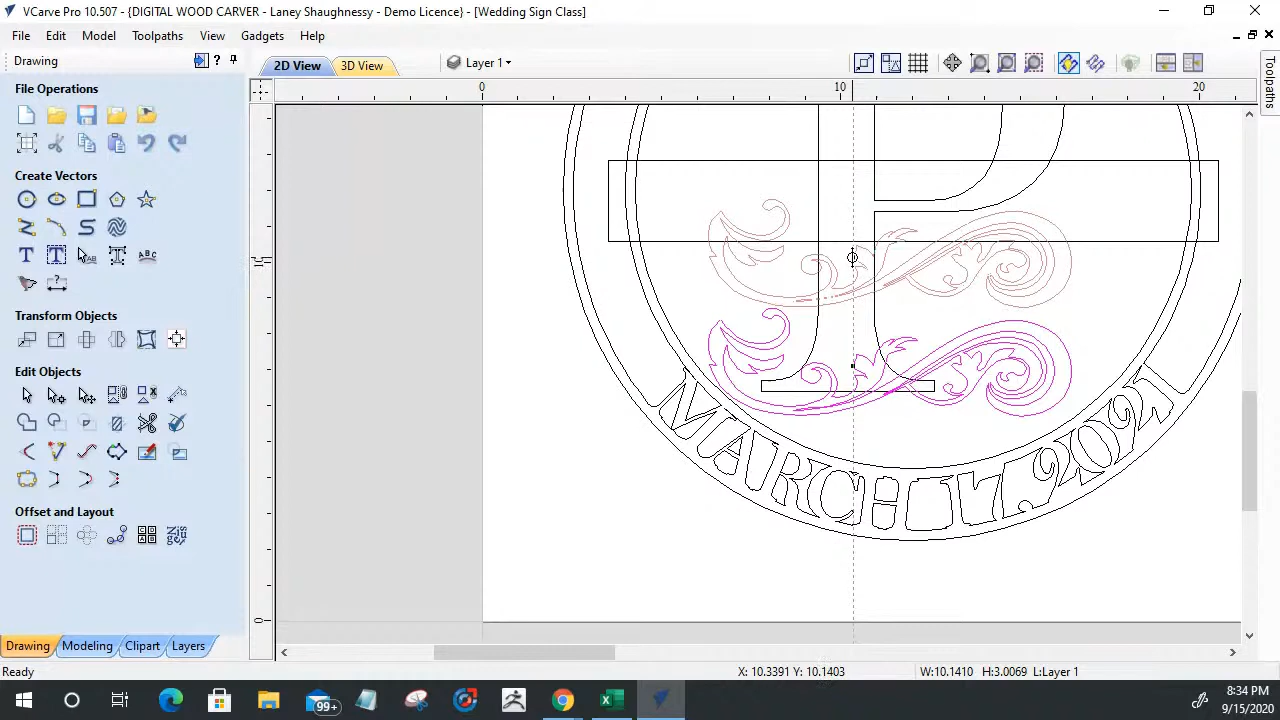 VCarve Pro 10.507 - {DIGITAL WOOD CARVER - Laney Shaughnessy - Demo Licence} - [Wedding Sign Class]
File Edit Model Toolpaths View Gadgets Help
Drawing
2D View 3D View Layer 1
Toolpaths
File Operations
0 10 20
Create Vectors
Transform Objects
Edit Objects
MARCH 17, 2021
Offset and Layout
10
0
Drawing Modeling Clipart Layers
Ready X: 10.3391 Y: 10.1403 W:10.1410 H:3.0069 L:Layer 1
99+
8:34 PM
9/15/2020